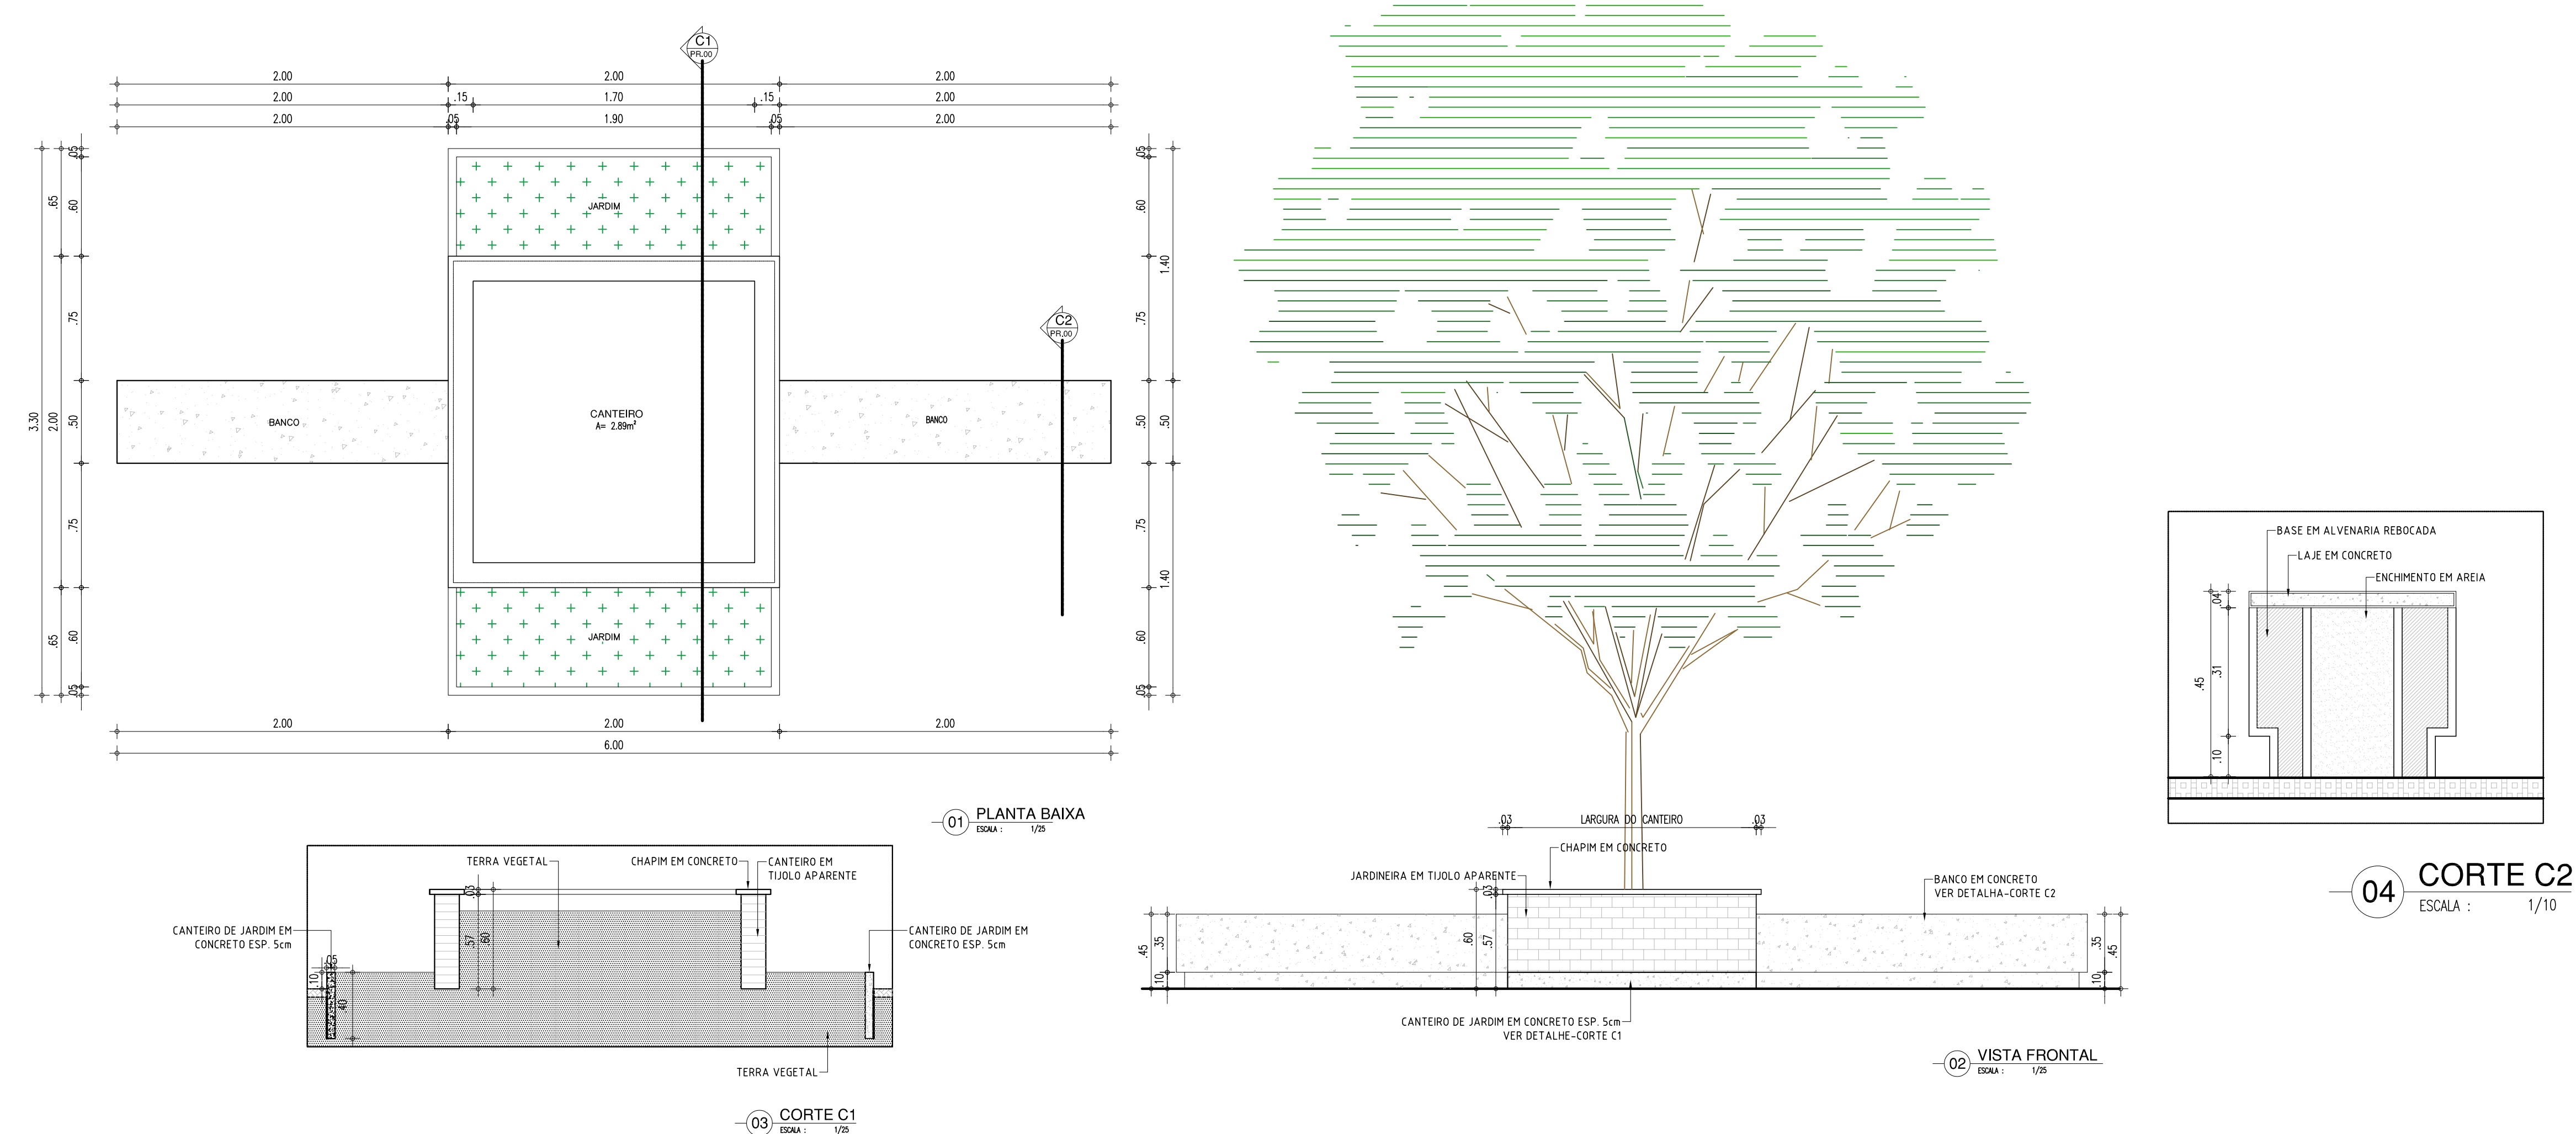 C1
PR.00
2.00
2.00
2.00
2.00
.15
1.70
.15
2.00
2.00
.05
1.90
.05
2.00
3.30
.65
2.00
.65
.05
.60
.75
.50
.75
.60
.05
JARDIM
BANCO
CANTEIRO
A= 2.89m²
BANCO
JARDIM
C2
PR.00
.05
.60
.75
.50
.75
.60
.05
1.40
.50
1.40
2.00
2.00
2.00
6.00
01
PLANTA BAIXA
ESCALA : 1/25
TERRA VEGETAL
CHAPIM EM CONCRETO
CANTEIRO EM
TIJOLO APARENTE
CANTEIRO DE JARDIM EM
CONCRETO ESP. 5cm
CANTEIRO DE JARDIM EM
CONCRETO ESP. 5cm
.03
.57
.60
.05
.10
.40
TERRA VEGETAL
03
CORTE C1
ESCALA : 1/25
.03
LARGURA DO CANTEIRO
.03
CHAPIM EM CONCRETO
JARDINEIRA EM TIJOLO APARENTE
BANCO EM CONCRETO
VER DETALHA-CORTE C2
.45
.35
.10
.60
.57
.03
.35
.10
.45
CANTEIRO DE JARDIM EM CONCRETO ESP. 5cm
VER DETALHE-CORTE C1
02
VISTA FRONTAL
ESCALA : 1/25
BASE EM ALVENARIA REBOCADA
LAJE EM CONCRETO
ENCHIMENTO EM AREIA
.45
.04
.31
.10
04
CORTE C2
ESCALA : 1/10